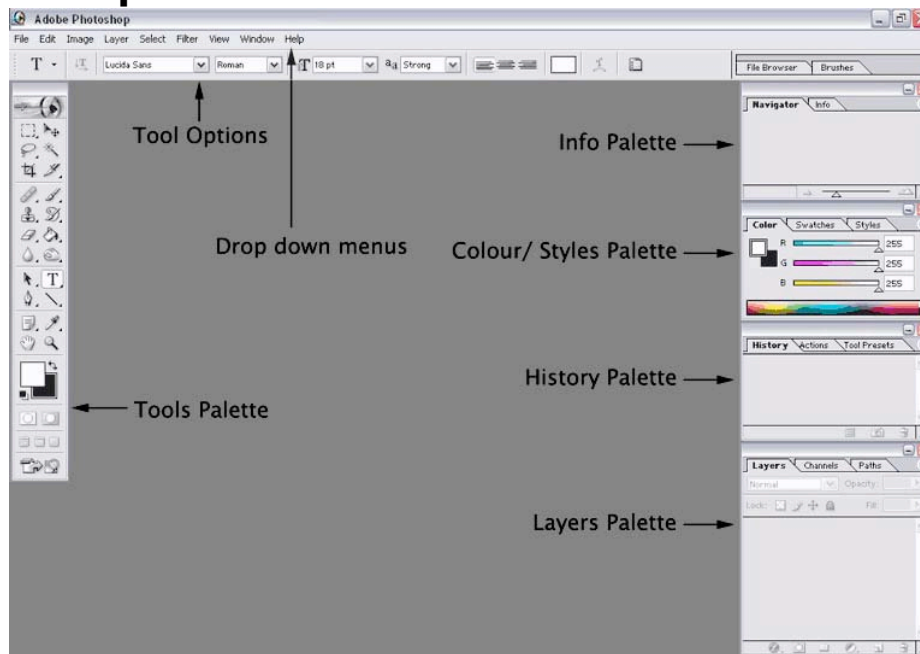 Adobe Photoshop
File Edit Image Layer Select Filter View Window Help
T T Lucida Sans Roman T 18 pt aa Strong
File Browser Brushes
Navigator Info
Tool Options
Info Palette
Drop down menus
Color Swatches Styles
R 255
Colour/ Styles Palette
G 255
B 255
T
History Actions Tool Presets
History Palette
Tools Palette
Layers Channels Paths
Normal Opacity:
Lock: Fill:
Layers Palette